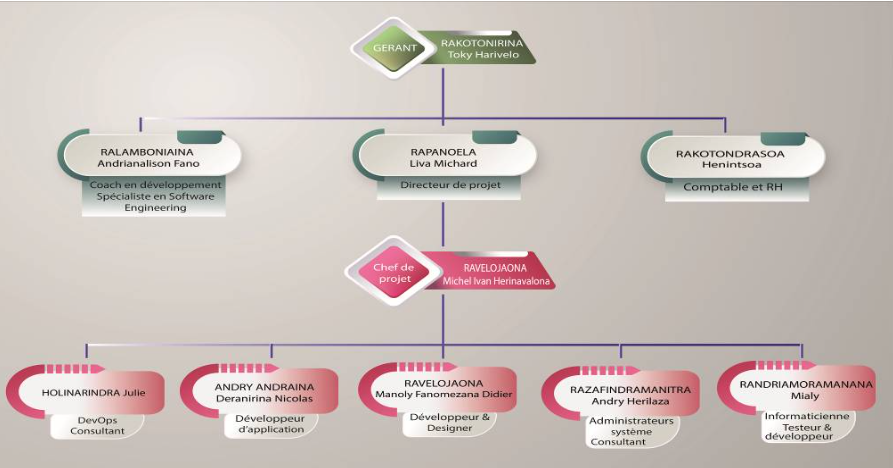 GERANT
RAKOTONIRINA
Toky Harivelo
RALAMBONIAINA
Andrianalison Fano
Coach en développement
Spécialiste en Software
Engineering
RAPANOELA
Liva Michard
Directeur de projet
RAKOTONDRASOA
Henintsoa
Comptable et RH
Chef de
projet
RAVELOJAONA
Michel Ivan Herinavalona
HOLINARINDRA Julie
DevOps
Consultant
ANDRY ANDRAINA
Deranirina Nicolas
Développeur
d'application
RAVELOJAONA
Manoly Fanomezana Didier
Développeur &
Designer
RAZAFINDRAMANITRA
Andry Herilaza
Administrateurs
système
Consultant
RANDRIAMORAMANANA
Mialy
Informaticienne
Testeur &
développeur